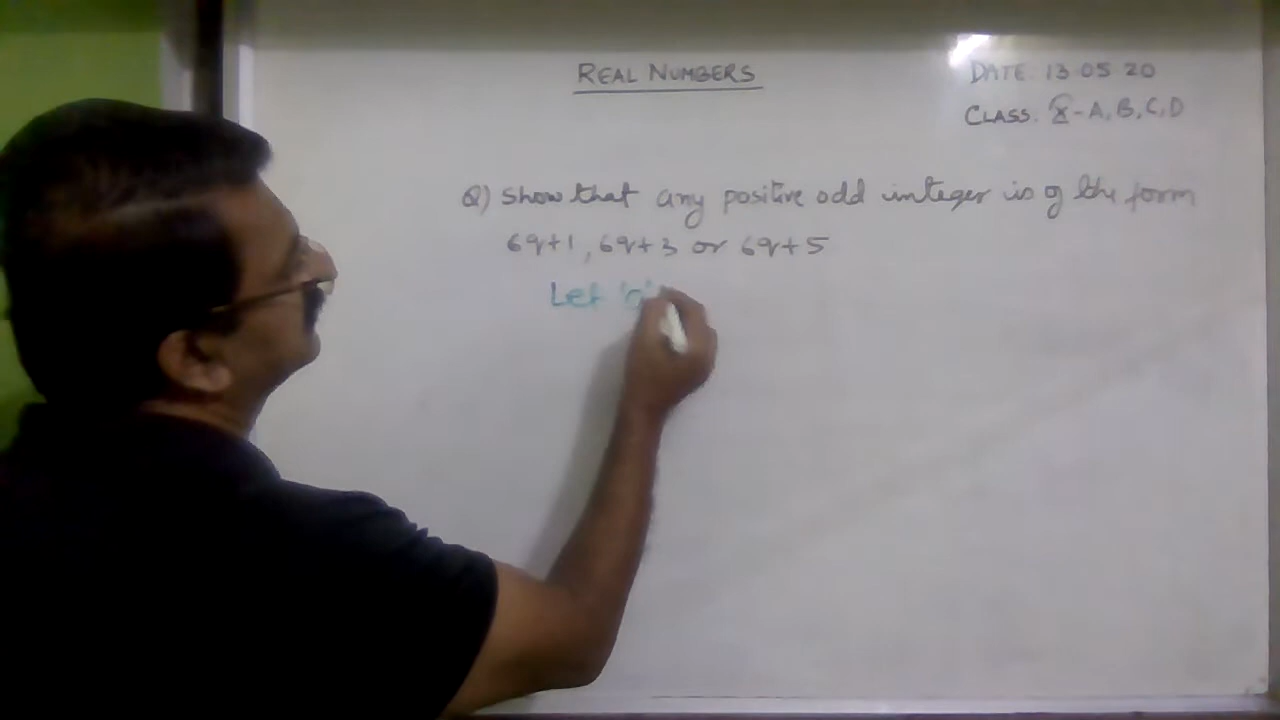 REAL NUMBERS
DATE: 13 05 20
CLASS: X-A, B, C, D
Q) Show that any positive odd integer is of the form
6q+1, 6q+3 or 6q+5
Let 'a'